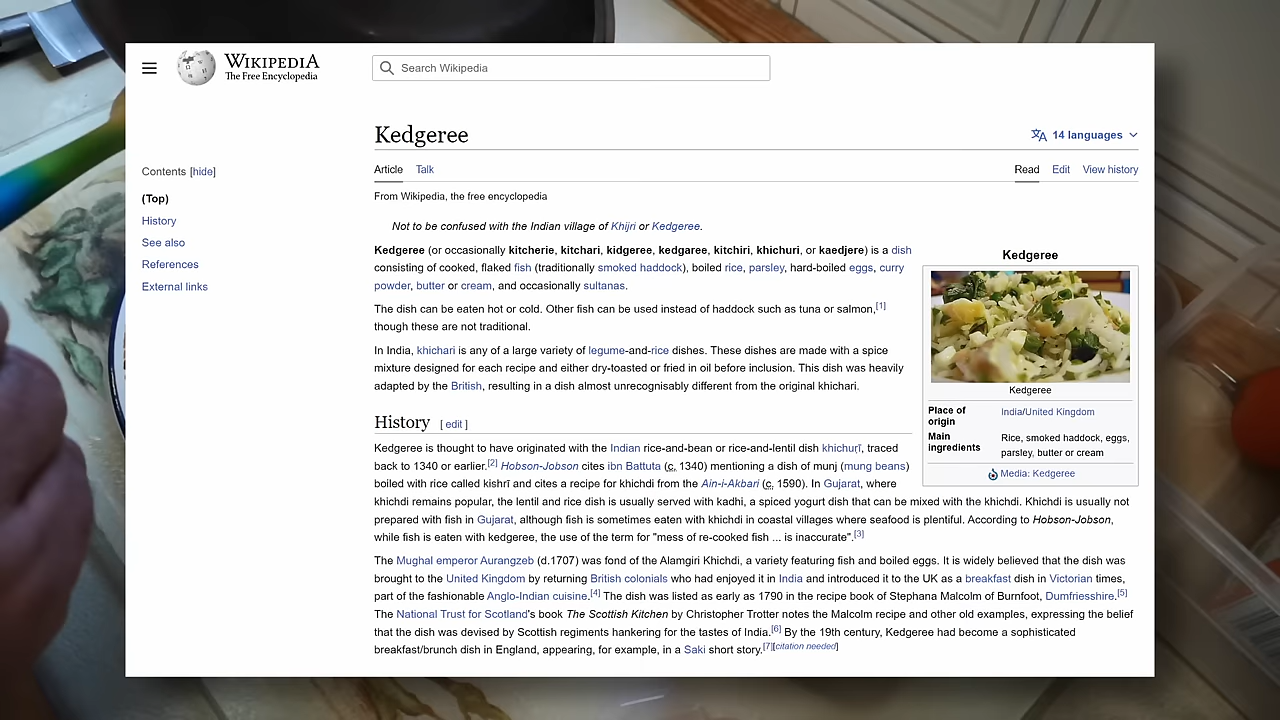 WIKIPEDIA
The Free Encyclopedia
Search Wikipedia
Kedgeree
14 languages
Contents [hide]
Article Talk
Read Edit View history
(Top)
History
See also
References
External links
From Wikipedia, the free encyclopedia
Not to be confused with the Indian village of Khijri or Kedgeree.
Kedgeree (or occasionally kitcherie, kitchari, kidgeree, kedgaree, kitchiri, khichuri, or kaedjere) is a dish
consisting of cooked, flaked fish (traditionally smoked haddock), boiled rice, parsley, hard-boiled eggs, curry
powder, butter or cream, and occasionally sultanas.
The dish can be eaten hot or cold. Other fish can be used instead of haddock such as tuna or salmon,[1]
though these are not traditional.
In India, khichari is any of a large variety of legume-and-rice dishes. These dishes are made with a spice
mixture designed for each recipe and either dry-toasted or fried in oil before inclusion. This dish was heavily
adapted by the British, resulting in a dish almost unrecognisably different from the original khichari.
Kedgeree
Kedgeree
Place of origin India/United Kingdom
Main ingredients Rice, smoked haddock, eggs,
parsley, butter or cream
Media: Kedgeree
History [ edit ]
Kedgeree is thought to have originated with the Indian rice-and-bean or rice-and-lentil dish khichuṛī, traced
back to 1340 or earlier.[2] Hobson-Jobson cites ibn Battuta (c. 1340) mentioning a dish of munj (mung beans)
boiled with rice called kishrī and cites a recipe for khichdi from the Ain-i-Akbari (c. 1590). In Gujarat, where
khichdi remains popular, the lentil and rice dish is usually served with kadhi, a spiced yogurt dish that can be mixed with the khichdi. Khichdi is usually not
prepared with fish in Gujarat, although fish is sometimes eaten with khichdi in coastal villages where seafood is plentiful. According to Hobson-Jobson,
while fish is eaten with kedgeree, the use of the term for "mess of re-cooked fish ... is inaccurate".[3]
The Mughal emperor Aurangzeb (d.1707) was fond of the Alamgiri Khichdi, a variety featuring fish and boiled eggs. It is widely believed that the dish was
brought to the United Kingdom by returning British colonials who had enjoyed it in India and introduced it to the UK as a breakfast dish in Victorian times,
part of the fashionable Anglo-Indian cuisine.[4] The dish was listed as early as 1790 in the recipe book of Stephana Malcolm of Burnfoot, Dumfriesshire.[5]
The National Trust for Scotland's book The Scottish Kitchen by Christopher Trotter notes the Malcolm recipe and other old examples, expressing the belief
that the dish was devised by Scottish regiments hankering for the tastes of India.[6] By the 19th century, Kedgeree had become a sophisticated
breakfast/brunch dish in England, appearing, for example, in a Saki short story.[7][citation needed]